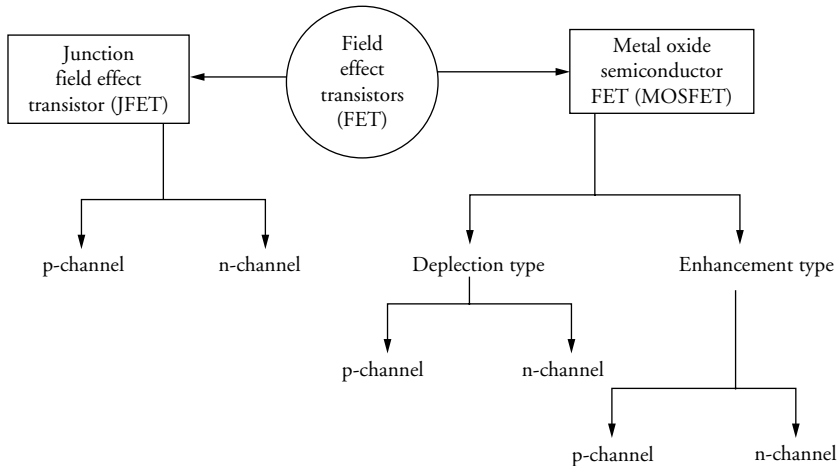 Junction
field effect
transistor (JFET)
Field
effect
transistors
(FET)
Metal oxide
semiconductor
FET (MOSFET)
p-channel
n-channel
Deplection type
Enhancement type
p-channel
n-channel
p-channel
n-channel